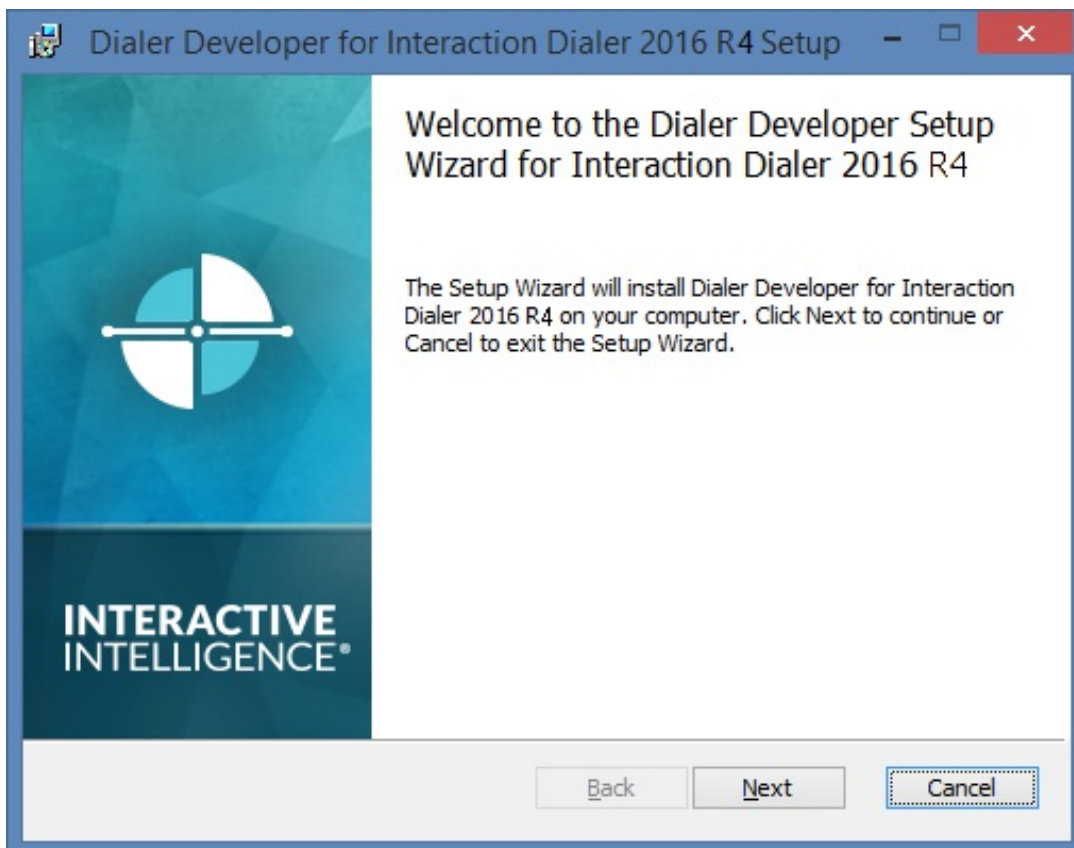 Dialer Developer for Interaction Dialer 2016 R4 Setup
Welcome to the Dialer Developer Setup
Wizard for Interaction Dialer 2016 R4
The Setup Wizard will install Dialer Developer for Interaction
Dialer 2016 R4 on your computer. Click Next to continue or
Cancel to exit the Setup Wizard.
INTERACTIVE
INTELLIGENCE®
Back Next Cancel